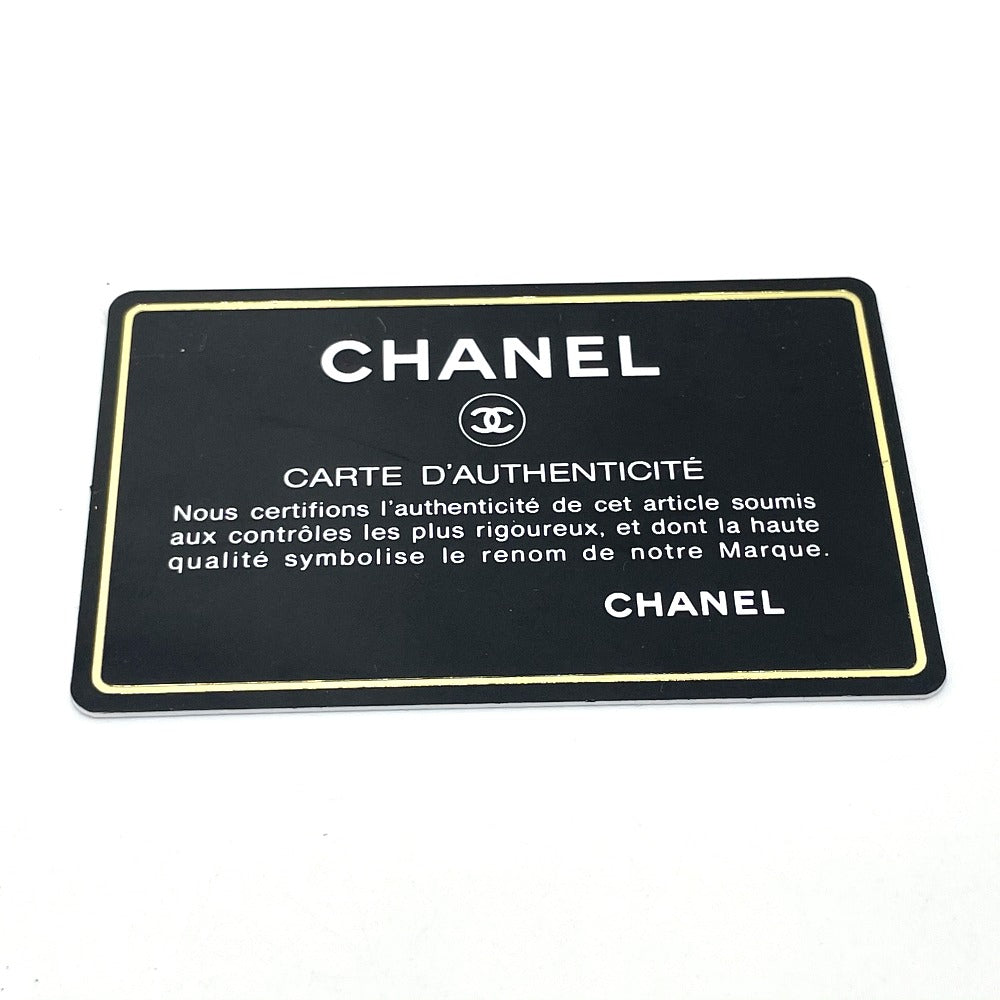 CHANEL
CARTE D'AUTHENTICITÉ
Nous certifions l'authenticité de cet article soumis
aux contrôles les plus rigoureux, et dont la haute
qualité symbolise le renom de notre Marque.
CHANEL